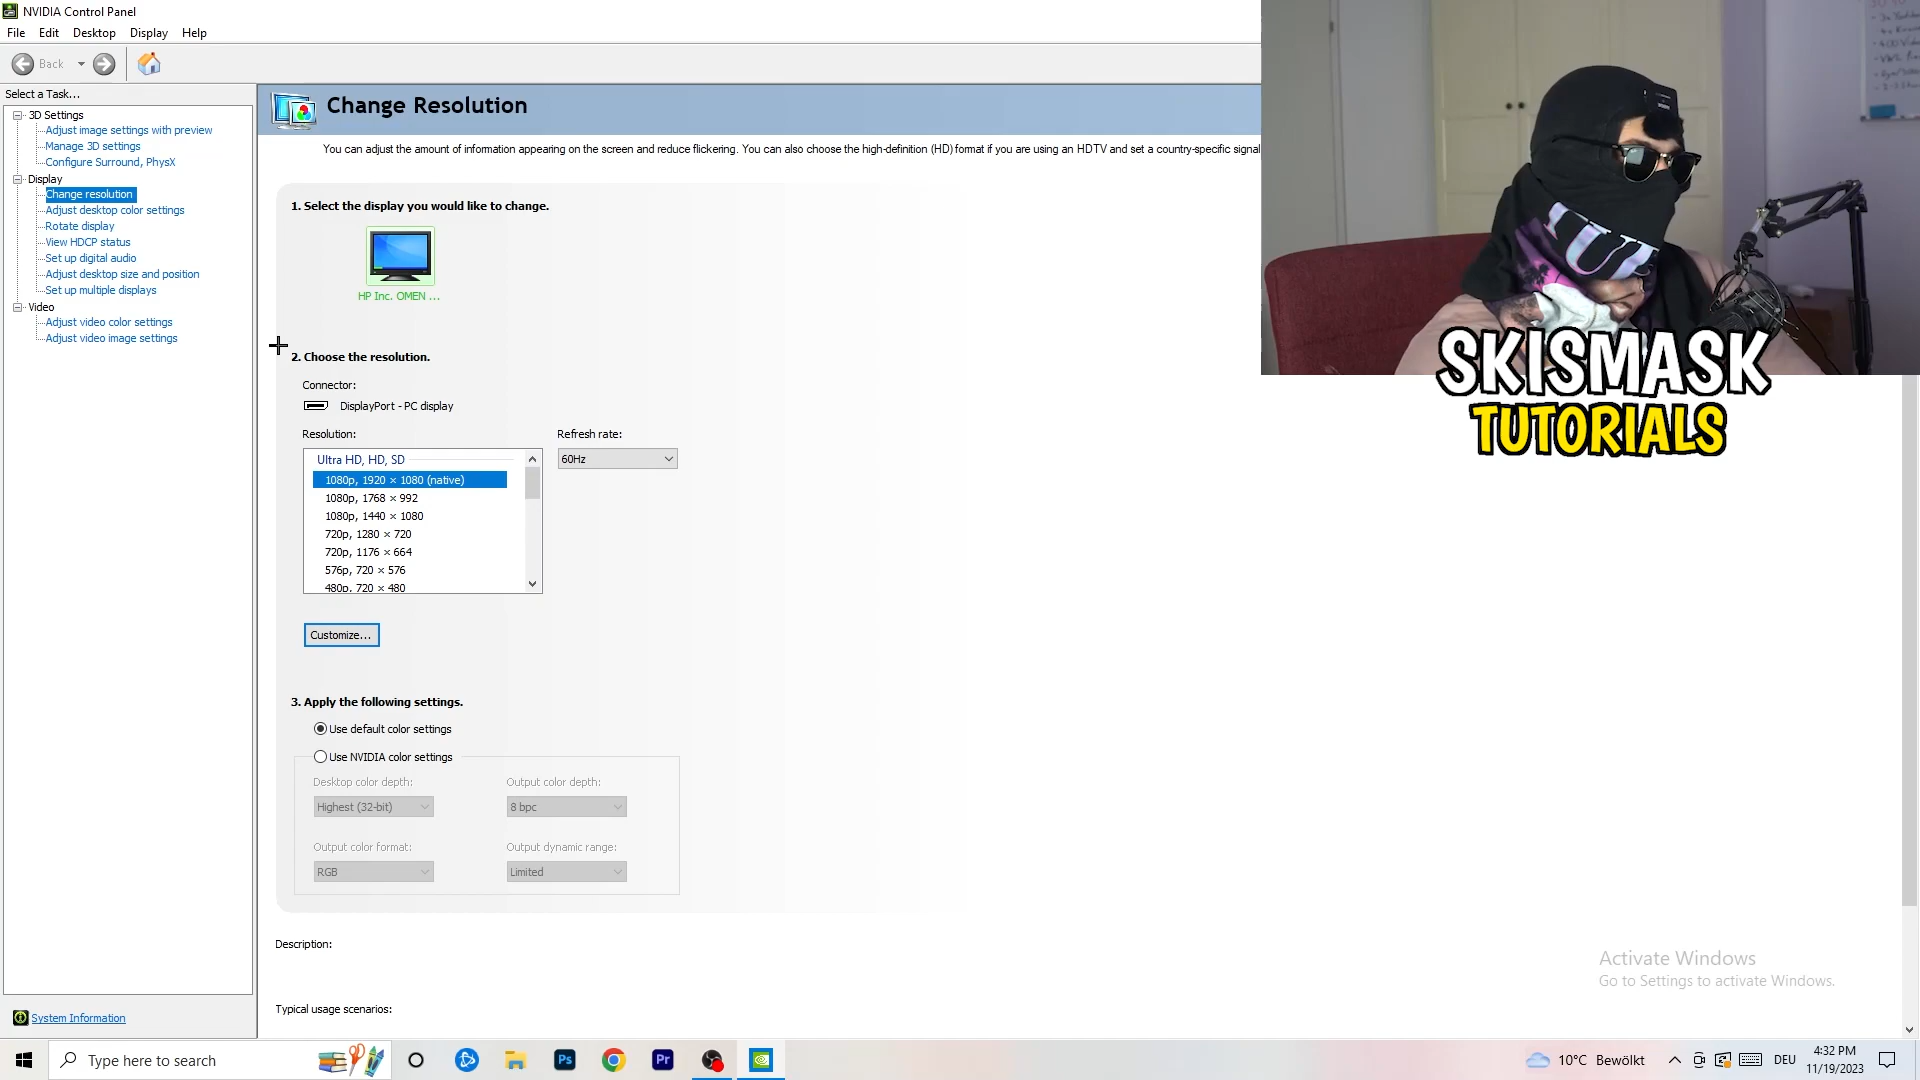 NVIDIA Control Panel
File Edit Desktop Display Help
Back
Select a Task...
3D Settings
Adjust image settings with preview
Manage 3D settings
Configure Surround, PhysX
Display
Change resolution
Adjust desktop color settings
Rotate display
View HDCP status
Set up digital audio
Adjust desktop size and position
Set up multiple displays
Video
Adjust video color settings
Adjust video image settings
System Information
Change Resolution
You can adjust the amount of information appearing on the screen and reduce flickering. You can also choose the high-definition (HD) format if you are using an HDTV and set a country-specific signal
1. Select the display you would like to change.
HP Inc. OMEN ...
2. Choose the resolution.
Connector:
DisplayPort - PC display
Resolution:
Refresh rate:
Ultra HD, HD, SD
60Hz
1080p, 1920 × 1080 (native)
1080p, 1768 × 992
1080p, 1440 × 1080
720p, 1280 × 720
720p, 1176 × 664
576p, 720 × 576
480p, 720 × 480
Customize...
3. Apply the following settings.
Use default color settings
Use NVIDIA color settings
Desktop color depth:
Output color depth:
Highest (32-bit)
8 bpc
Output color format:
Output dynamic range:
RGB
Limited
Description:
Typical usage scenarios:
SKISMASK
TUTORIALS
Activate Windows
Go to Settings to activate Windows.
Type here to search
Ps
Pr
10°C Bewölkt
DEU
4:32 PM
11/19/2023